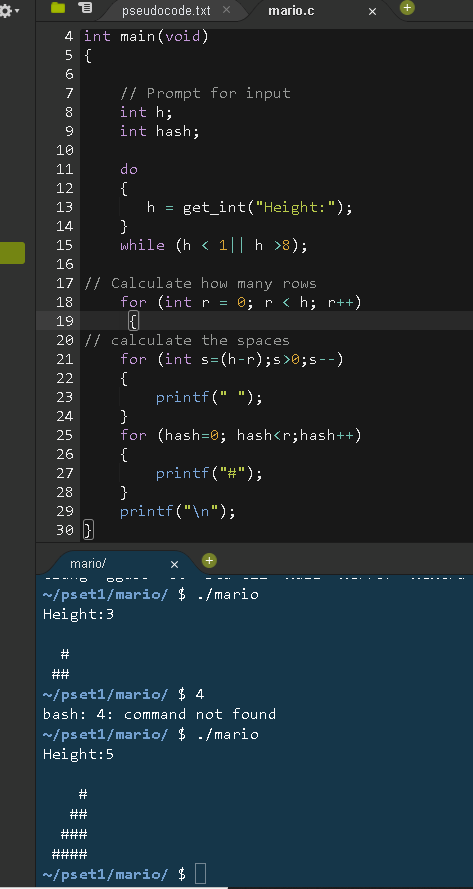 pseudocode.txt × mario.c × +
4 int main(void)
5 {
6
7 // Prompt for input
8 int h;
9 int hash;
10
11 do
12 {
13 h = get_int("Height:");
14 }
15 while (h < 1|| h >8);
16
17 // Calculate how many rows
18 for (int r = 0; r < h; r++)
19 {
20 // calculate the spaces
21 for (int s=(h-r);s>0;s--)
22 {
23 printf(" ");
24 }
25 for (hash=0; hash<r;hash++)
26 {
27 printf("#");
28 }
29 printf("\n");
30 }
mario/ × +
~/pset1/mario/ $ ./mario
Height:3

   #
  ##
~/pset1/mario/ $ 4
bash: 4: command not found
~/pset1/mario/ $ ./mario
Height:5

     #
    ##
   ###
  ####
~/pset1/mario/ $